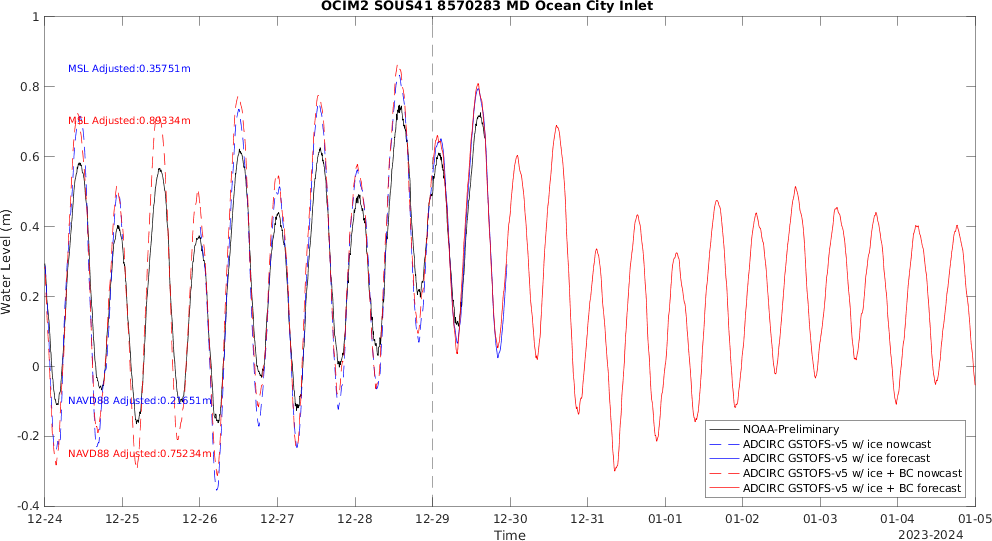 OCIM2 SOUS41 8570283 MD Ocean City Inlet
1
MSL Adjusted:0.35751m
0.8
MSL Adjusted:0.89334m
0.6
0.4
Water Level (m)
0.2
0
NAVD88 Adjusted:0.21651m
-0.2
NAVD88 Adjusted:0.75234m
-0.4
NOAA-Preliminary
ADCIRC GSTOFS-v5 w/ ice nowcast
ADCIRC GSTOFS-v5 w/ ice forecast
ADCIRC GSTOFS-v5 w/ ice + BC nowcast
ADCIRC GSTOFS-v5 w/ ice + BC forecast
12-24 12-25 12-26 12-27 12-28 12-29 12-30 12-31 01-01 01-02 01-03 01-04 01-05
Time
2023-2024